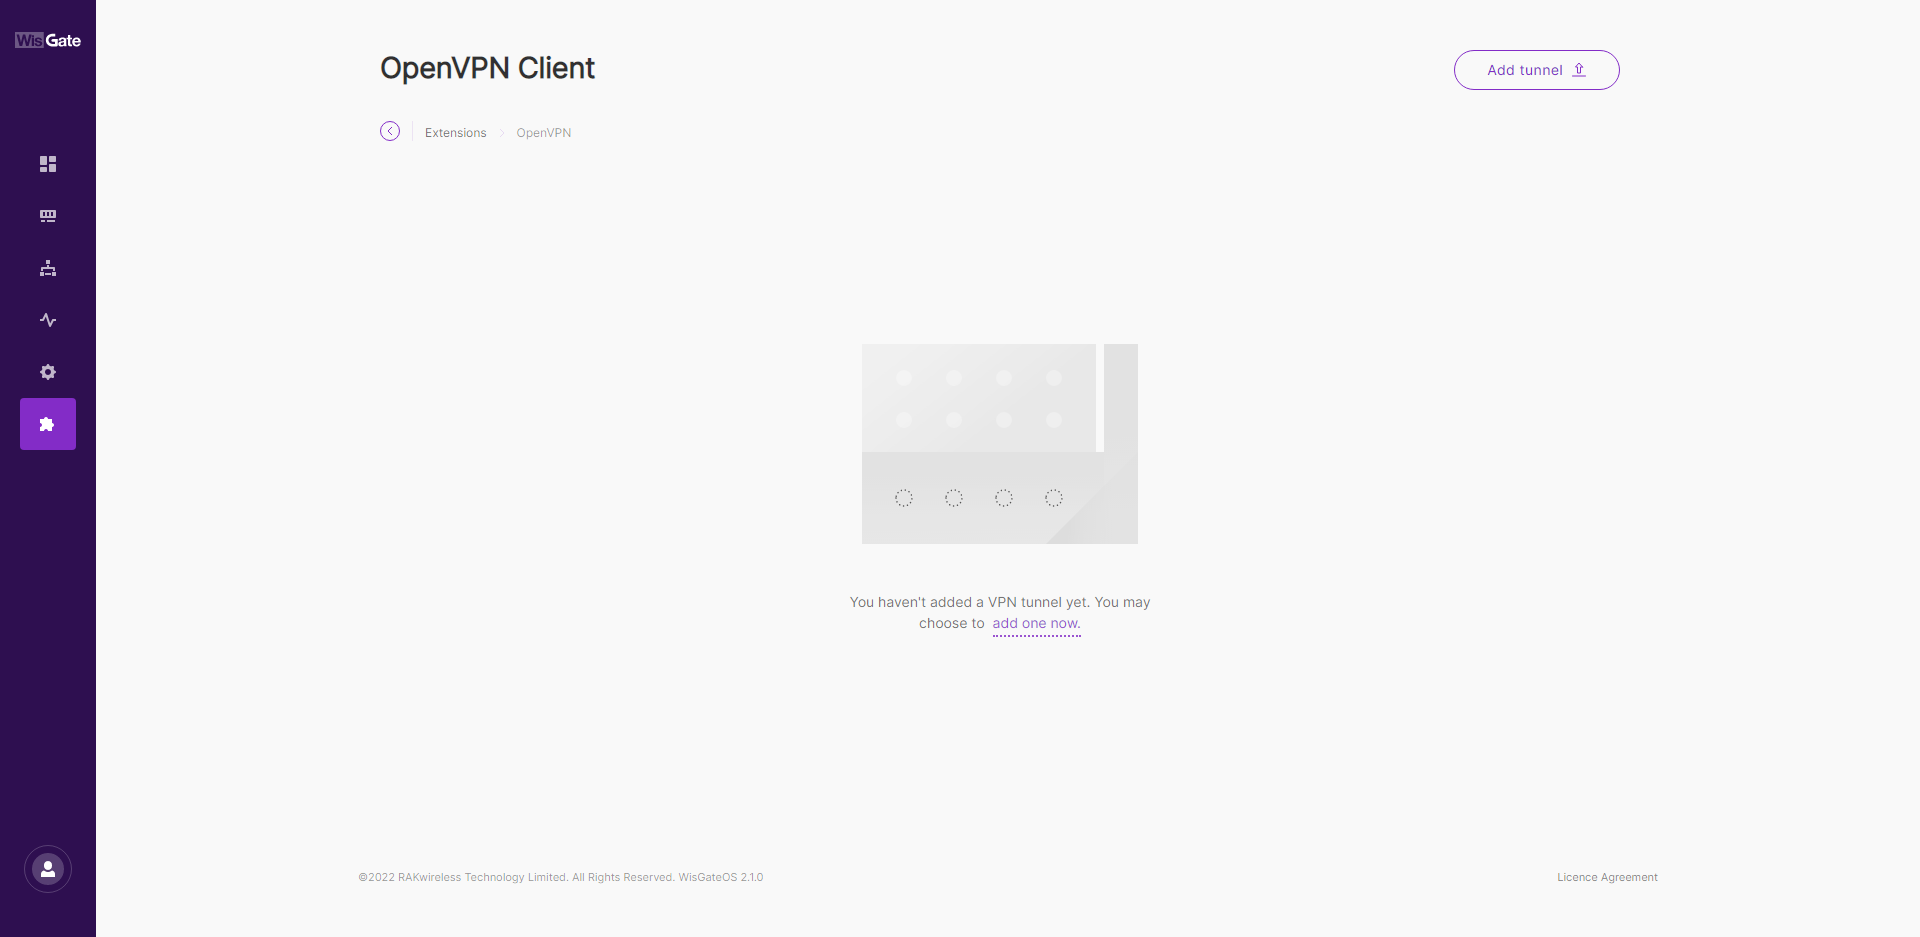 WisGate
OpenVPN Client
Add tunnel
Extensions
OpenVPN
You haven't added a VPN tunnel yet. You may
choose to add one now.
©2022 RAKwireless Technology Limited. All Rights Reserved. WisGateOS 2.1.0
Licence Agreement